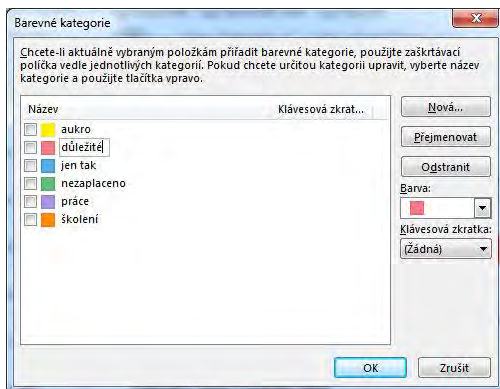 Barevné kategorie
Chcete-li aktuálně vybraným položkám přiřadit barevné kategorie, použijte zaškrtávací
políčka vedle jednotlivých kategorií. Pokud chcete určitou kategorii upravit, vyberte název
kategorie a použijte tlačítka vpravo.
Název Klávesová zkrat...
aukro
důležité
jen tak
nezaplaceno
práce
školení
Nová...
Přejmenovat
Odstranit
Barva:
Klávesová zkratka:
(Žádná)
OK Zrušit